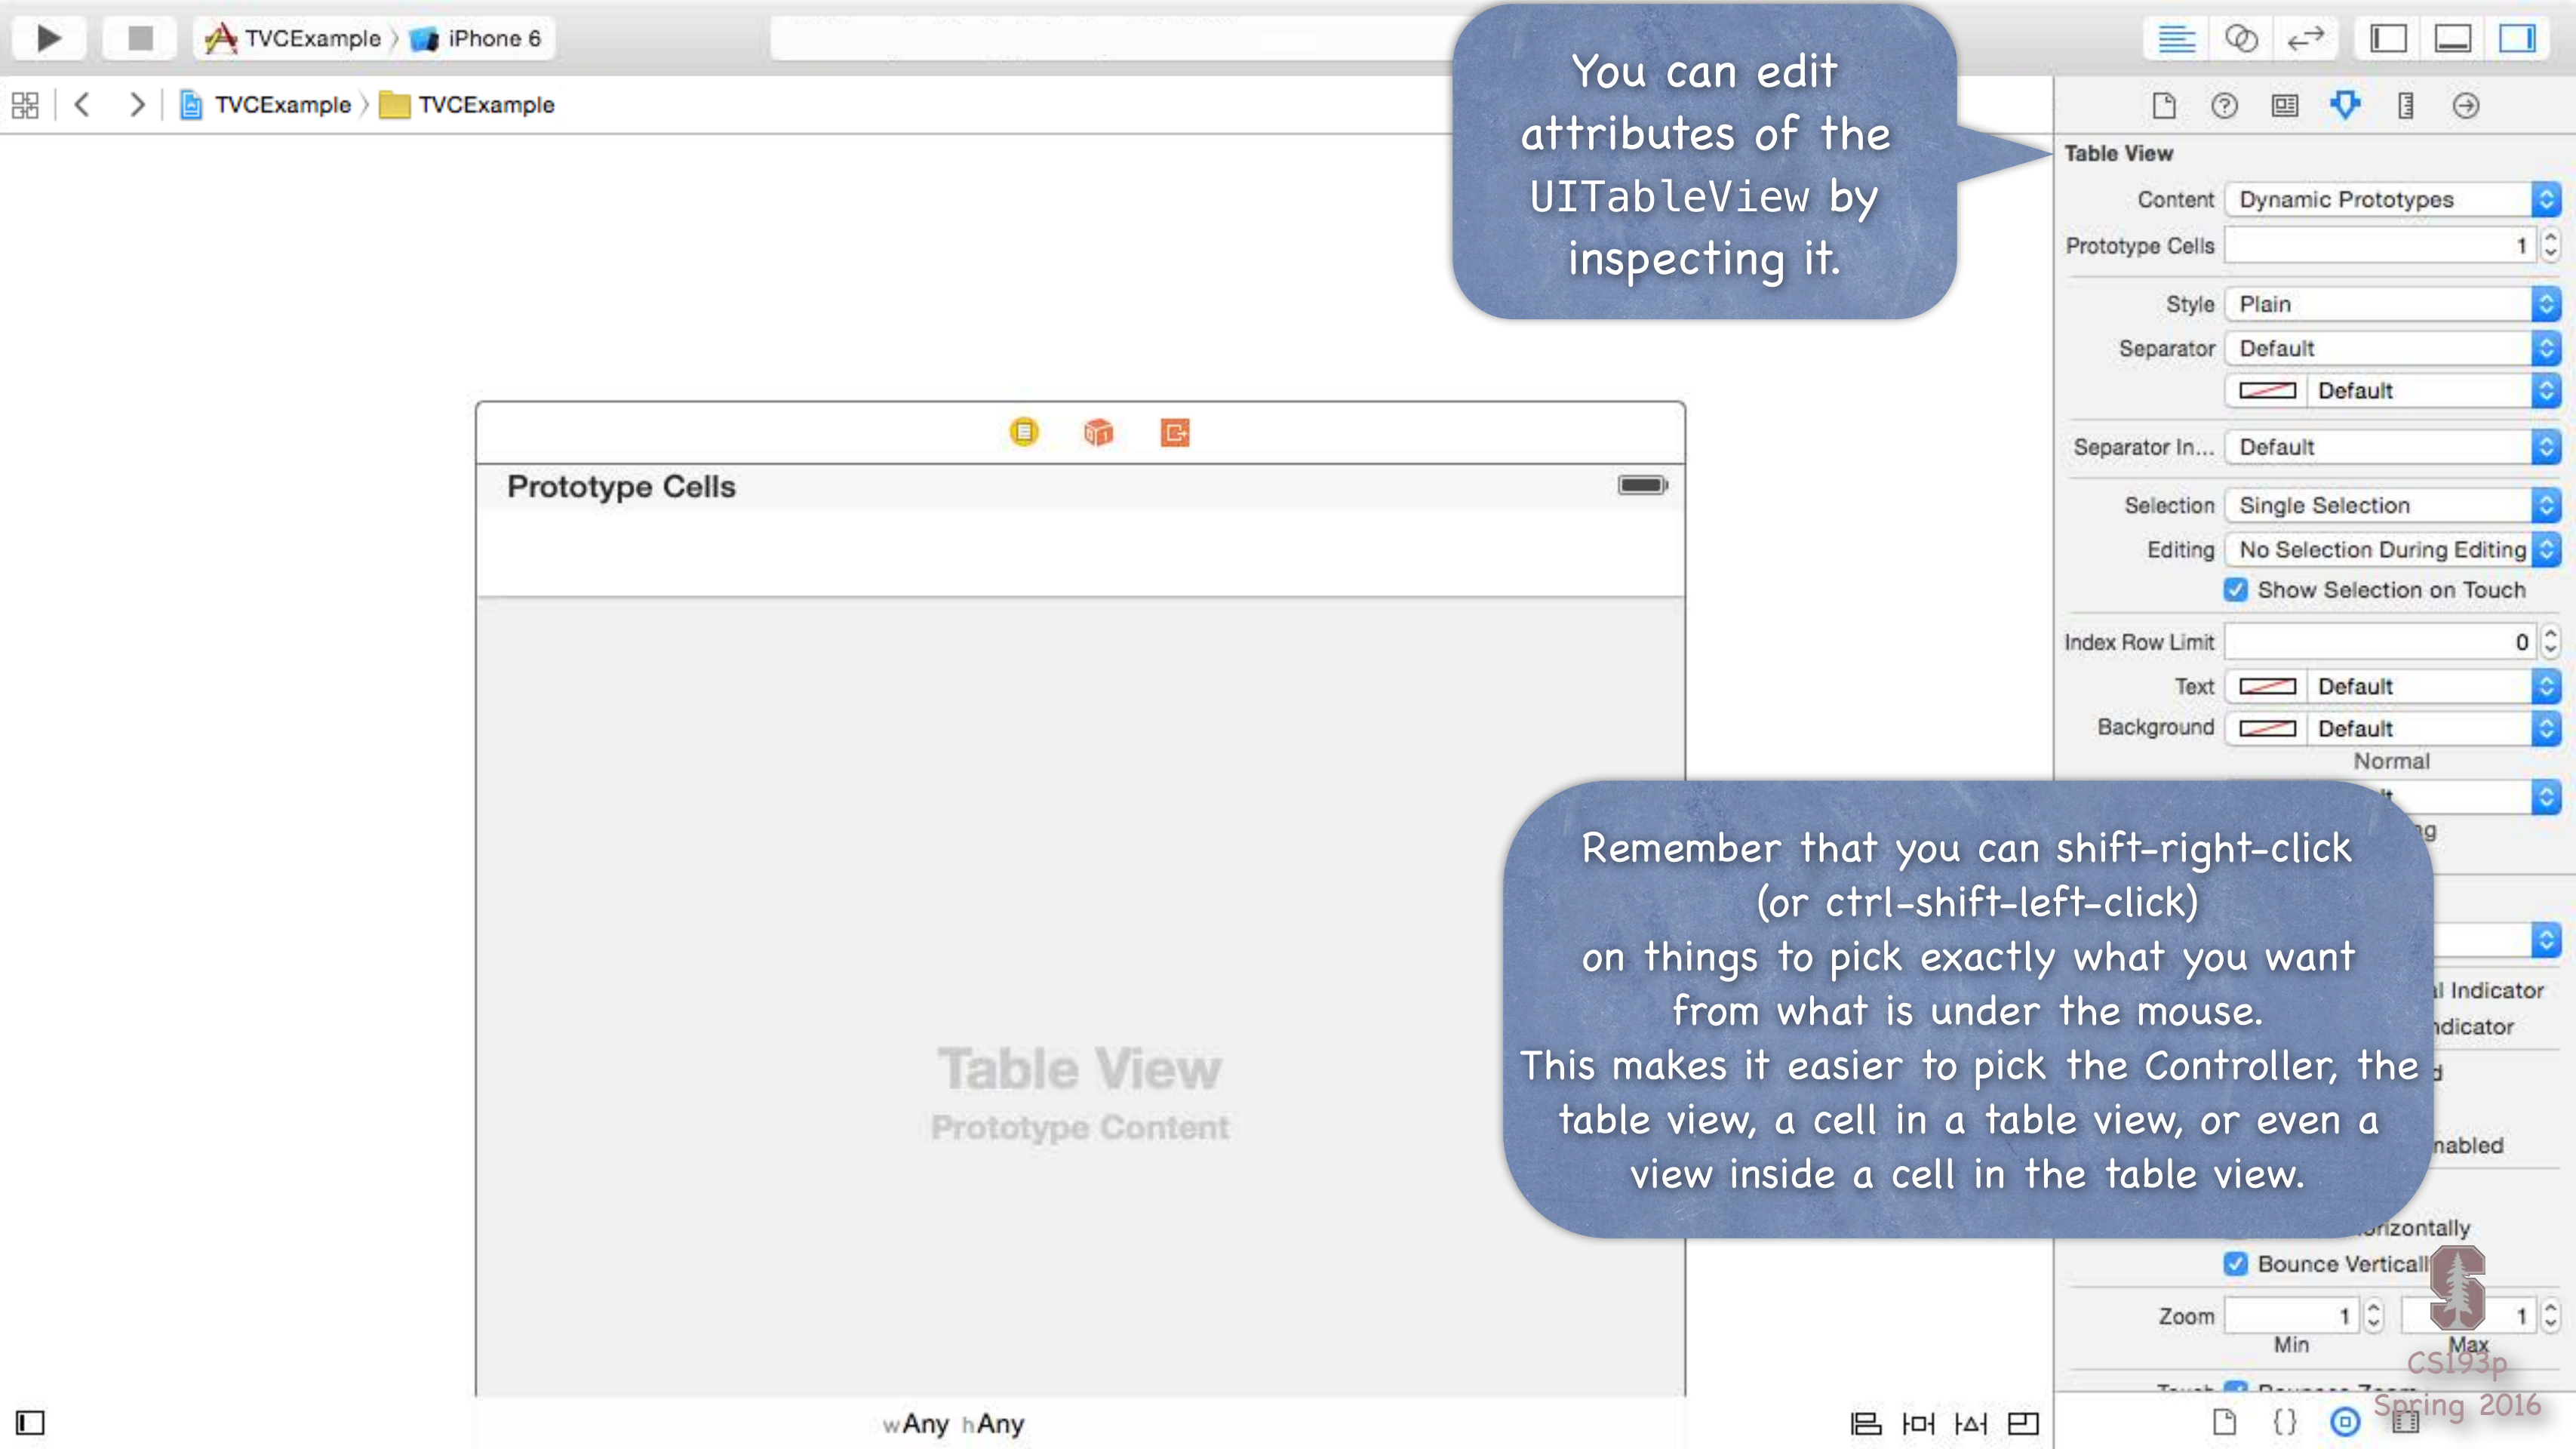 TVCExample iPhone 6
TVCExample TVCExample
You can edit
attributes of the
UITableView by
inspecting it.
Table View
Content Dynamic Prototypes
Prototype Cells 1
Style Plain
Separator Default
Default
Separator In... Default
Selection Single Selection
Editing No Selection During Editing
Show Selection on Touch
Index Row Limit 0
Text Default
Background Default
Normal
Prototype Cells
Table View
Prototype Content
Remember that you can shift-right-click
(or ctrl-shift-left-click)
on things to pick exactly what you want
from what is under the mouse.
This makes it easier to pick the Controller, the
table view, a cell in a table view, or even a
view inside a cell in the table view.
Indicator
Bounce
Zoom 1 1
Min Max
wAny hAny
CS193p
Spring 2016